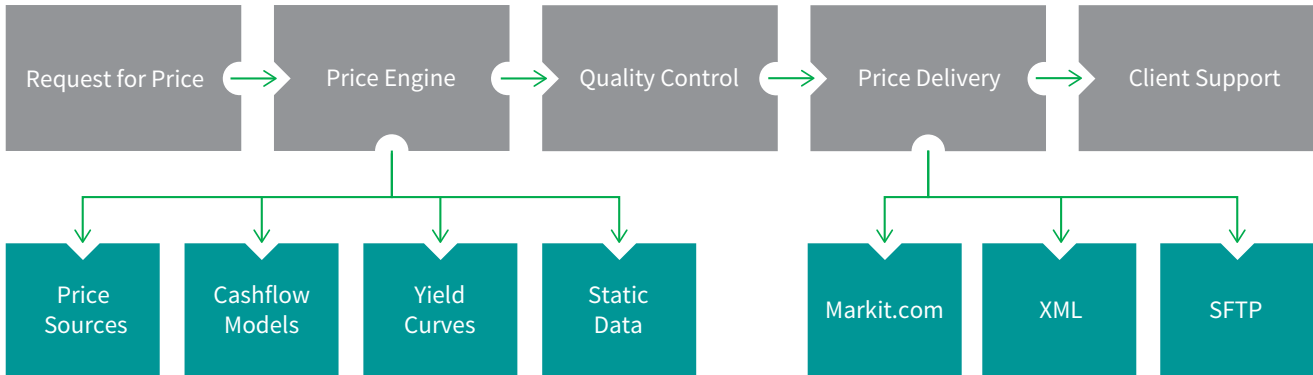 Request for Price
Price Engine
Quality Control
Price Delivery
Client Support
Price
Sources
Cashflow
Models
Yield
Curves
Static
Data
Markit.com
XML
SFTP